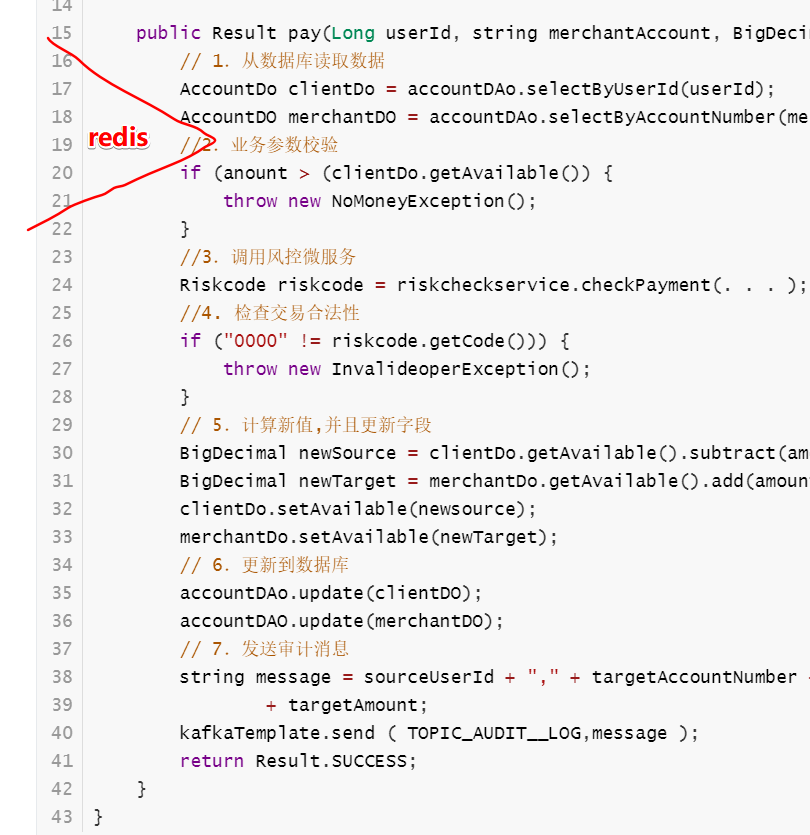 14
15 public Result pay(Long userId, string merchantAccount, BigDeci
16 // 1. 从数据库读取数据
17 AccountDo clientDo = accountDAo.selectByUserId(userId);
18 AccountDO merchantDO = accountDAo.selectByAccountNumber(me
redis
19 //2. 业务参数校验
20 if (anount > (clientDo.getAvailable()) {
21 throw new NoMoneyException();
22 }
23 //3. 调用风控微服务
24 Riskcode riskcode = riskcheckservice.checkPayment(. . . );
25 //4. 检查交易合法性
26 if ("0000" != riskcode.getCode())) {
27 throw new InvalideoperException();
28 }
29 // 5. 计算新值,并且更新字段
30 BigDecimal newSource = clientDo.getAvailable().subtract(am
31 BigDecimal newTarget = merchantDo.getAvailable().add(amoun
32 clientDo.setAvailable(newsource);
33 merchantDo.setAvailable(newTarget);
34 // 6. 更新到数据库
35 accountDAo.update(clientDO);
36 accountDAO.update(merchantDO);
37 // 7. 发送审计消息
38 string message = sourceUserId + "," + targetAccountNumber
39 + targetAmount;
40 kafkaTemplate.send ( TOPIC_AUDIT__LOG,message );
41 return Result.SUCCESS;
42 }
43 }